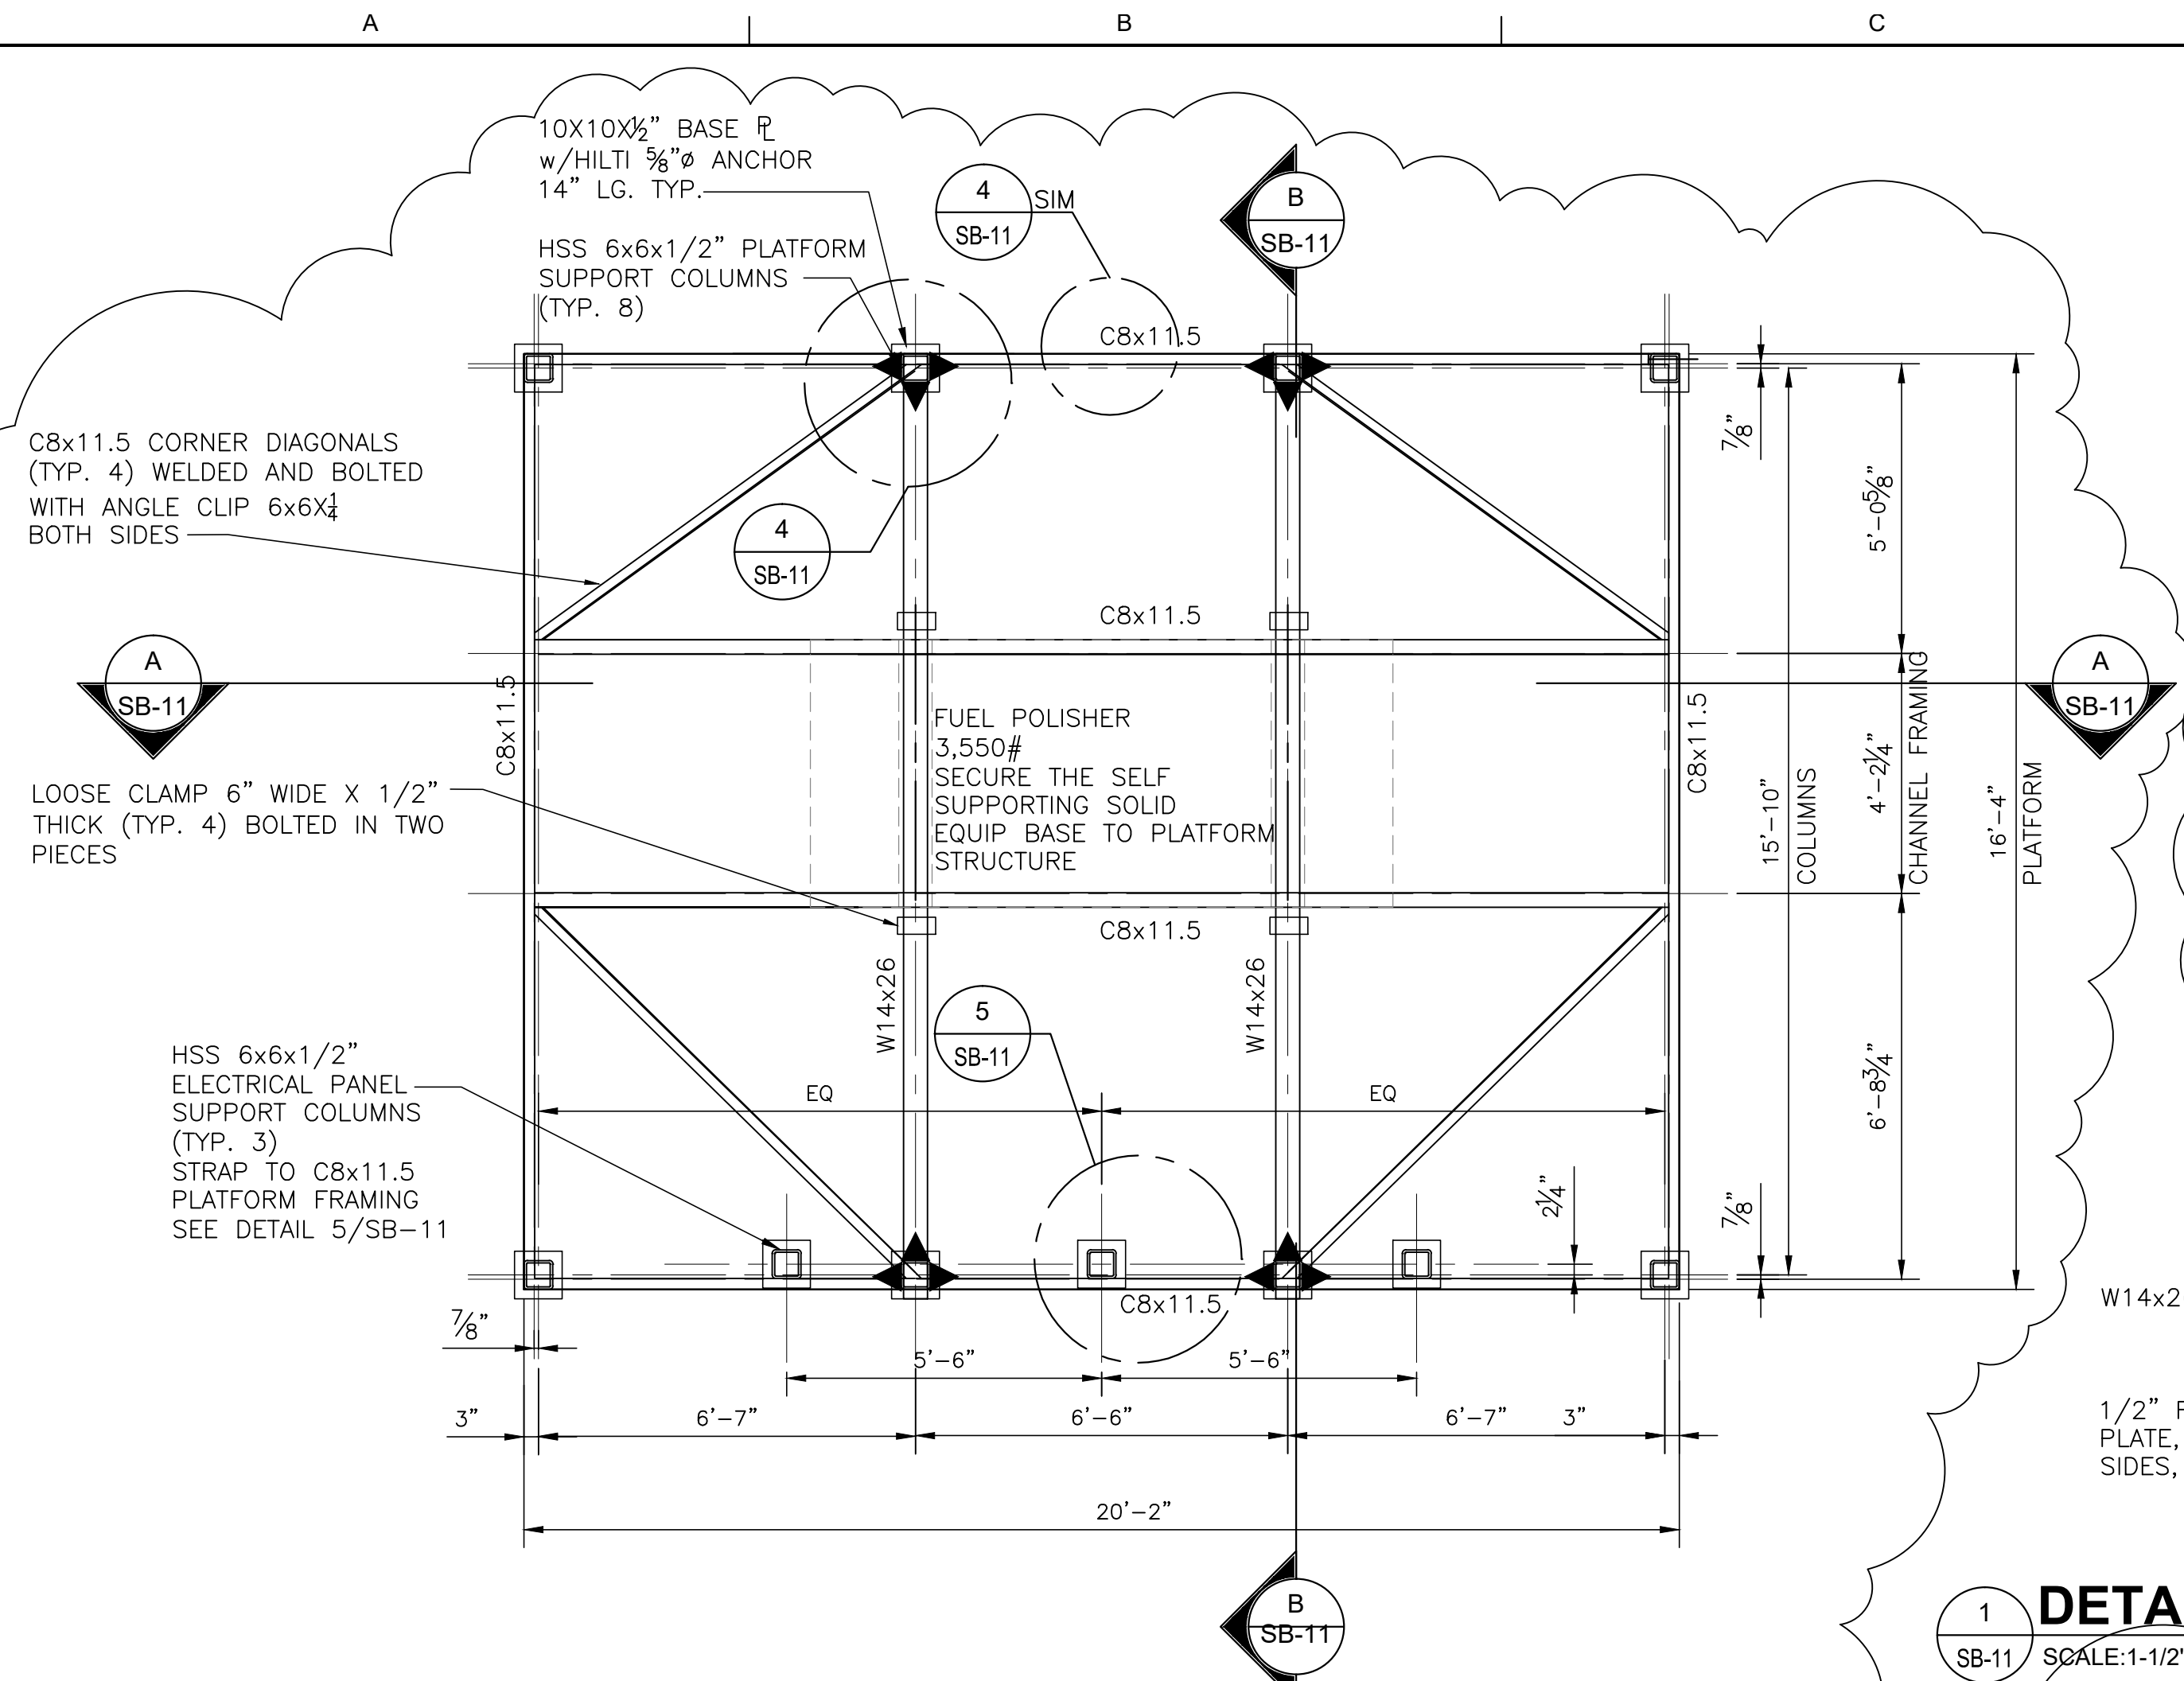 A
B
C
10X10X½" BASE ℄
w/HILTI ⅝"ø ANCHOR
14" LG. TYP.
HSS 6x6x1/2" PLATFORM
SUPPORT COLUMNS
(TYP. 8)
4
SIM
SB-11
B
SB-11
C8x11.5
C8x11.5 CORNER DIAGONALS
(TYP. 4) WELDED AND BOLTED
WITH ANGLE CLIP 6x6X¼
BOTH SIDES
4
SB-11
⅞"
5'-0⅝"
C8x11.5
A
SB-11
C8x11.5
A
SB-11
FUEL POLISHER
3,550#
SECURE THE SELF
SUPPORTING SOLID
EQUIP BASE TO PLATFORM
STRUCTURE
C8x11.5
15'-10"
COLUMNS
4'-2¼"
CHANNEL FRAMING
16'-4"
PLATFORM
LOOSE CLAMP 6" WIDE X 1/2"
THICK (TYP. 4) BOLTED IN TWO
PIECES
C8x11.5
W14x26
W14x26
5
SB-11
HSS 6x6x1/2"
ELECTRICAL PANEL
SUPPORT COLUMNS
(TYP. 3)
STRAP TO C8x11.5
PLATFORM FRAMING
SEE DETAIL 5/SB-11
EQ
EQ
6'-8¾"
2¼"
⅞"
C8x11.5
W14x2
⅞"
5'-6"
5'-6"
3"
6'-7"
6'-6"
6'-7"
3"
1/2" F
PLATE,
SIDES,
20'-2"
B
SB-11
1
SB-11
DETA
SCALE:1-1/2"